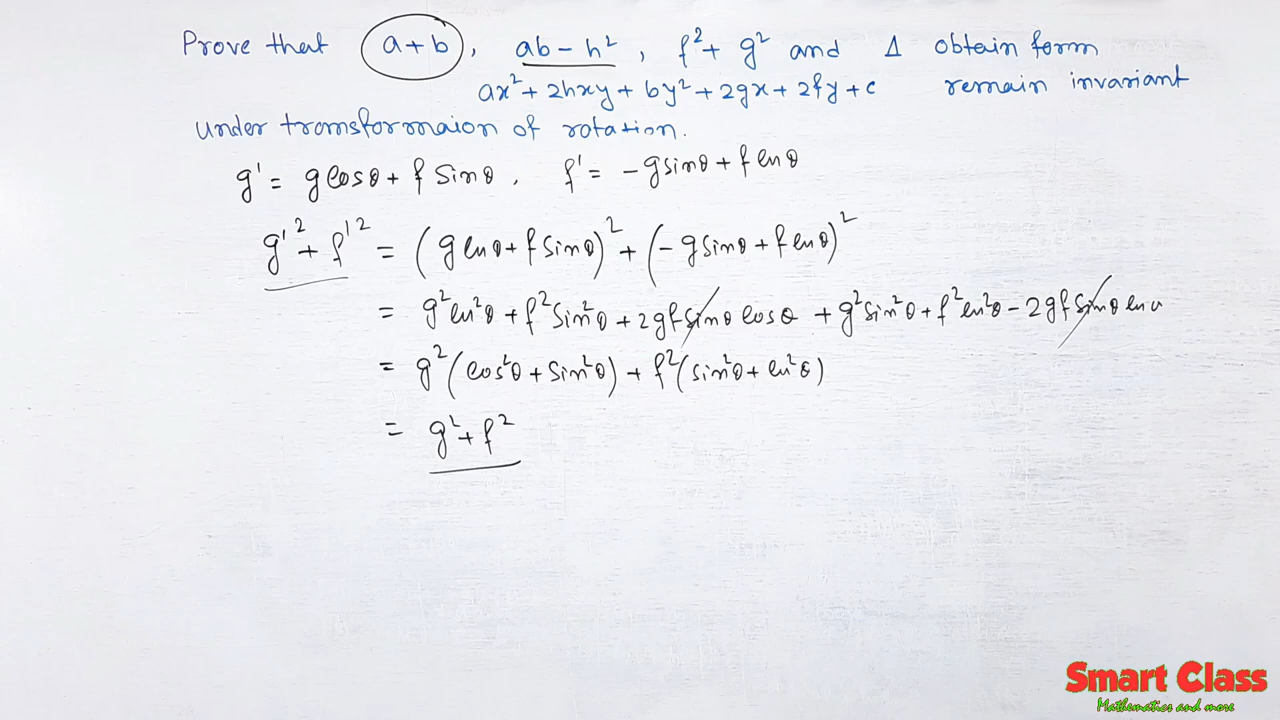 Prove that a+b, ab-h², f²+g² and Δ obtain form
ax²+2hxy+by²+2gx+2fy+c remain invariant
under transformaion of rotation.
g' = g cosθ + f sinθ, f' = -g sinθ + f cosθ
g'² + f'² = (g cosθ + f sinθ)² + (-g sinθ + f cosθ)²
= g² cos²θ + f² sin²θ + 2gf sinθ cosθ + g² sin²θ + f² cos²θ - 2gf sinθ cosθ
= g² (cos²θ + sin²θ) + f² (sin²θ + cos²θ)
= g² + f²
Smart Class
Mathematics and more